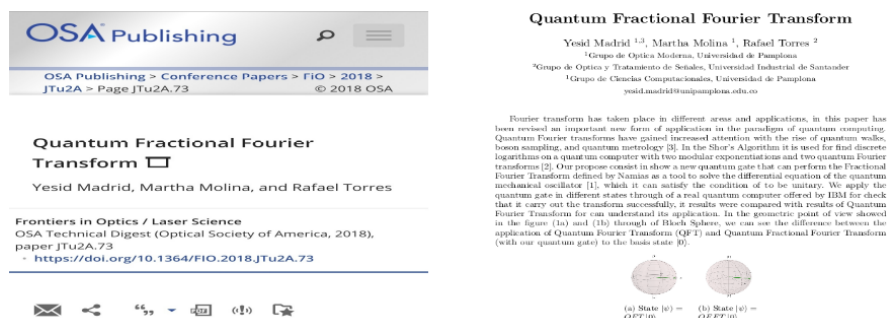 OSA Publishing
OSA Publishing > Conference Papers > FiO > 2018 >
JTu2A > Page JTu2A.73 © 2018 OSA
Quantum Fractional Fourier
Transform
Yesid Madrid, Martha Molina, and Rafael Torres
Frontiers in Optics / Laser Science
OSA Technical Digest (Optical Society of America, 2018),
paper JTu2A.73
• https://doi.org/10.1364/FIO.2018.JTu2A.73
Quantum Fractional Fourier Transform
Yesid Madrid 1,3, Martha Molina 1, Rafael Torres 2
1Grupo de Optica Moderna, Universidad de Pamplona
2Grupo de Optica y Tratamiento de Señales, Universidad Industrial de Santander
1Grupo de Ciencias Computacionales, Universidad de Pamplona
yesid.madrid@unipamplona.edu.co
Fourier transform has taken place in different areas and applications, in this paper has
been revised an important new form of application in the paradigm of quantum computing.
Quantum Fourier transforms have gained increased attention with the rise of quantum walks,
boson sampling, and quantum metrology [3]. In the Shor's Algorithm it is used for find discrete
logarithms on a quantum computer with two modular exponentiations and two quantum Fourier
transforms [2]. Our propose consist in show a new quantum gate that can perform the Fractional
Fourier Transform defined by Namias as a tool to solve the differential equation of the quantum
mechanical oscillator [1], which it can satisfy the condition of to be unitary. We apply the
quantum gate in different states through of a real quantum computer offered by IBM for check
that it carry out the transform successfully, it results were compared with results of Quantum
Fourier Transform for can understand its application. In the geometric point of view showed
in the figure (1a) and (1b) through of Bloch Sphere, we can see the difference between the
application of Quantum Fourier Transform (QFT) and Quantum Fractional Fourier Transform
(with our quantum gate) to the basis state |0⟩.
(a) State |ψ⟩ = (b) State |ψ⟩ =